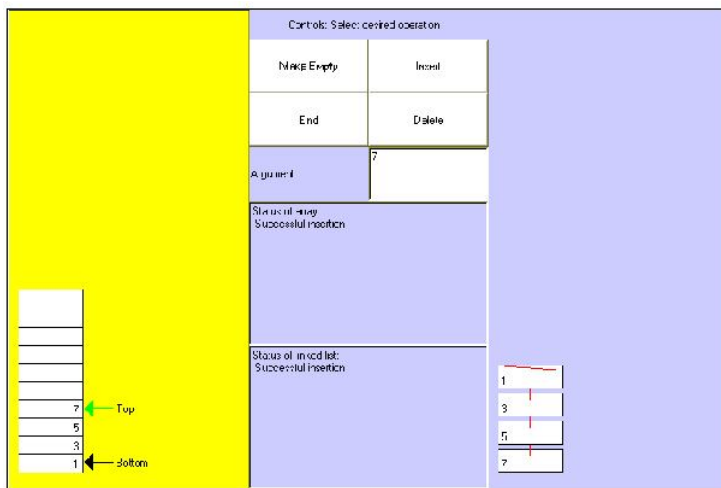 Controls: Select desired operation
Make Empty
Insert
End
Delete
Argument
7
Status of array:
Successful insertion
Status of linked list:
Successful insertion
7
Top
5
3
1
Bottom
1
3
5
7